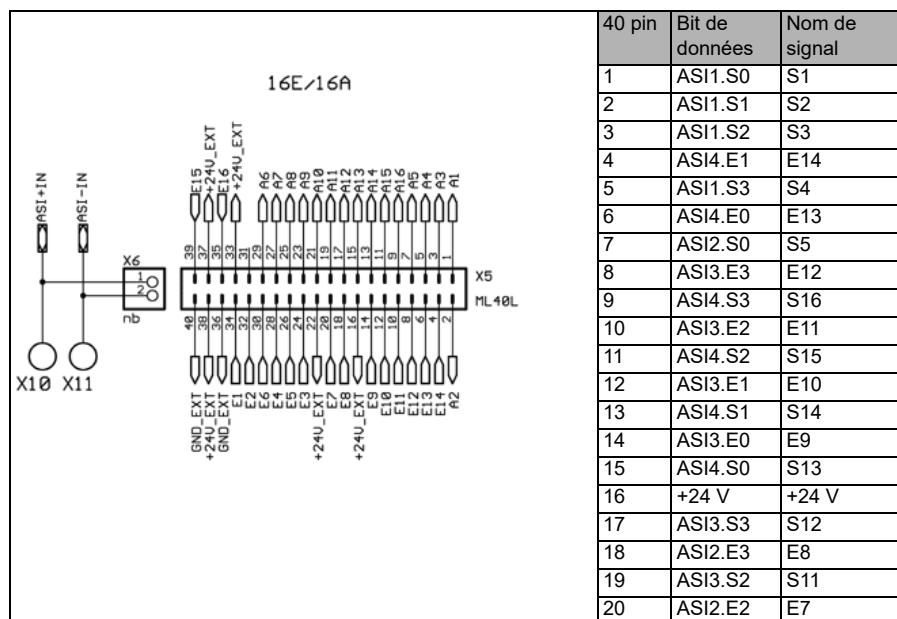 16E/16A
ASI+IN
ASI-IN
E15
+24V_EXT
E16
+24V_EXT
A6
A7
A8
A9
A10
A11
A12
A13
A14
A15
A16
A5
A4
A3
A1
39 37 35 33 31 29 27 25 23 21 19 17 15 13 11 9 7 5 3 1
X6
1
2
nb
X5
ML40L
40 38 36 34 32 30 28 26 24 22 20 18 16 14 12 10 8 6 4 2
X10 X11
GND_EXT
+24V_EXT
GND_EXT
E1
E2
E6
E4
E5
E3
+24V_EXT
E7
E8
+24V_EXT
E9
E10
E11
E12
E13
E14
A2
40 pin Bit de données Nom de signal
1 ASI1.S0 S1
2 ASI1.S1 S2
3 ASI1.S2 S3
4 ASI4.E1 E14
5 ASI1.S3 S4
6 ASI4.E0 E13
7 ASI2.S0 S5
8 ASI3.E3 E12
9 ASI4.S3 S16
10 ASI3.E2 E11
11 ASI4.S2 S15
12 ASI3.E1 E10
13 ASI4.S1 S14
14 ASI3.E0 E9
15 ASI4.S0 S13
16 +24 V +24 V
17 ASI3.S3 S12
18 ASI2.E3 E8
19 ASI3.S2 S11
20 ASI2.E2 E7